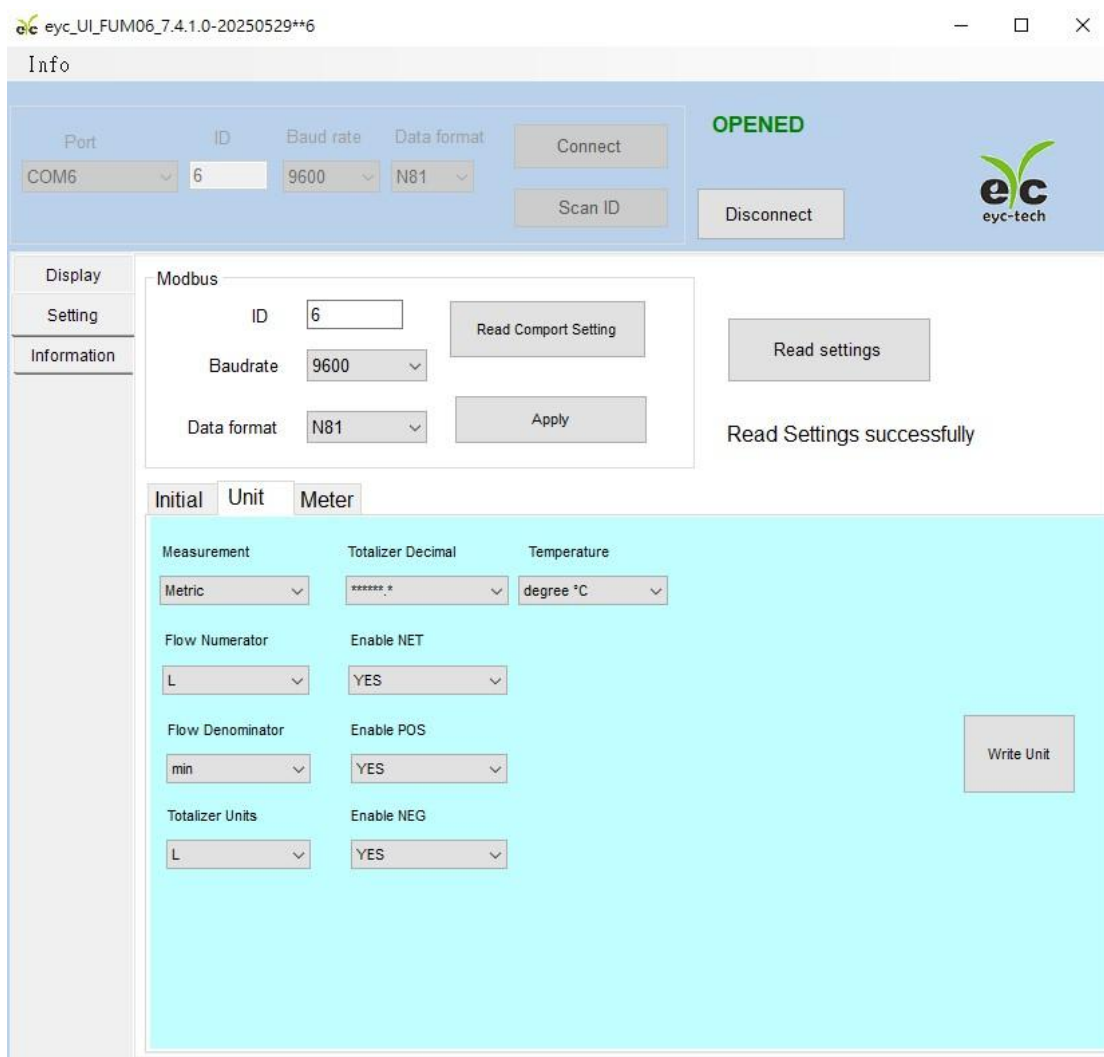 eyc eyc_UI_FUM06_7.4.1.0-20250529**6
Info
Port ID Baud rate Data format
COM6 6 9600 N81
Connect
Scan ID
OPENED
Disconnect
eyc
eyc-tech
Display
Setting
Information
Modbus
ID 6
Read Comport Setting
Baudrate 9600
Data format N81
Apply
Read settings
Read Settings successfully
Initial Unit Meter
Measurement Totalizer Decimal Temperature
Metric ******.* degree °C
Flow Numerator Enable NET
L YES
Flow Denominator Enable POS
min YES
Write Unit
Totalizer Units Enable NEG
L YES